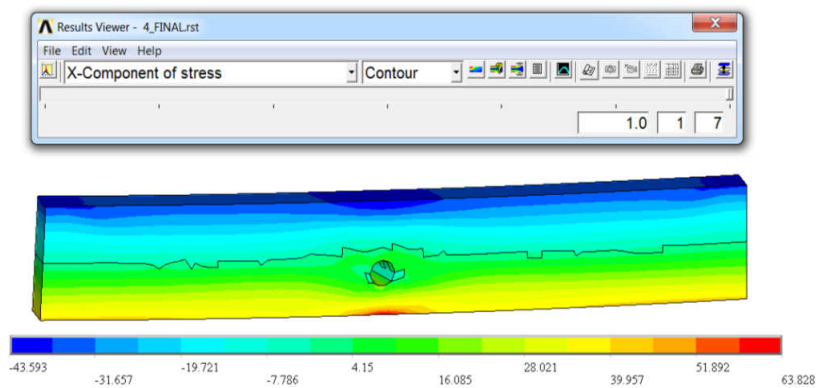 Results Viewer - 4_FINAL.rst
File Edit View Help
X-Component of stress Contour
1.0 1 7
-43.593 -19.721 4.15 28.021 51.892
-31.657 -7.786 16.085 39.957 63.828